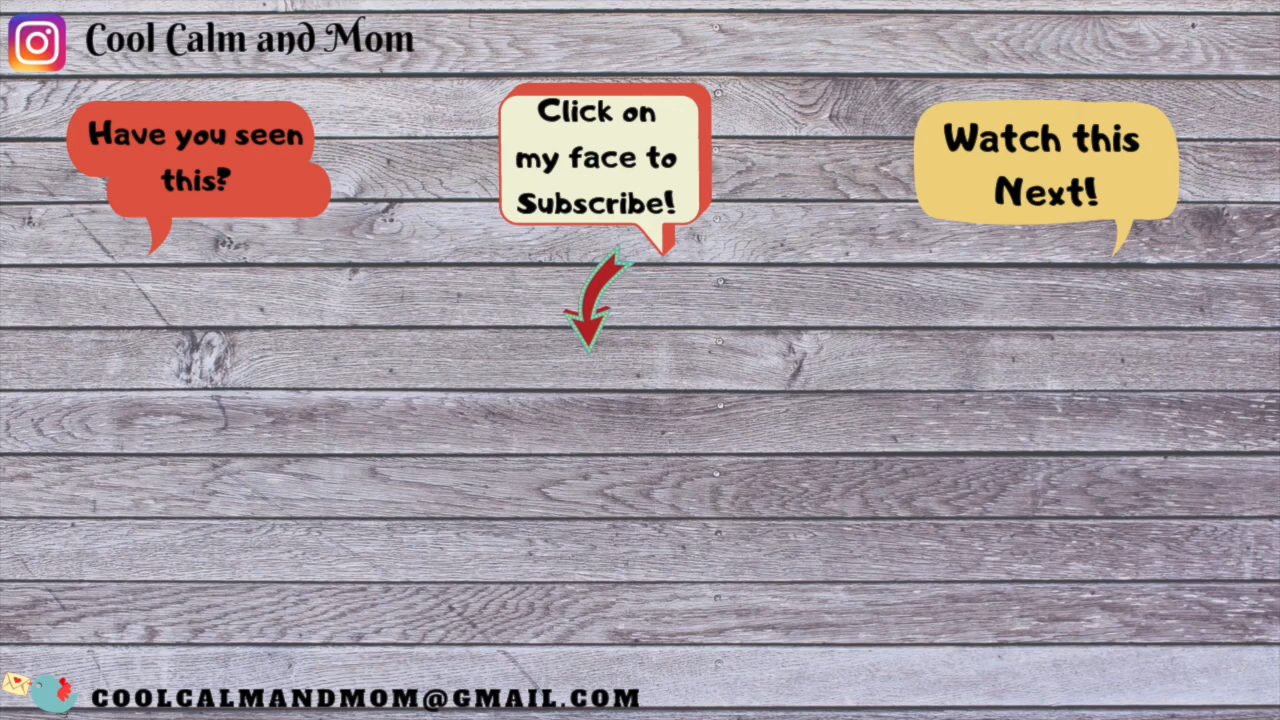 Cool Calm and Mom
Have you seen
this?
Click on
my face to
Subscribe!
Watch this
Next!
COOLCALMANDMOM@GMAIL.COM